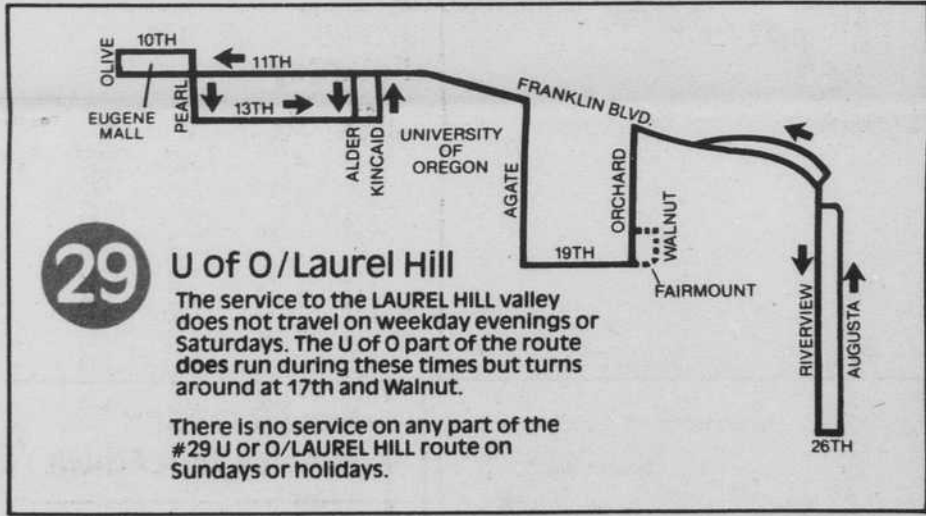 10TH
OLIVE
11TH
FRANKLIN BLVD.
EUGENE
MALL
PEARL
13TH
ALDER
KINCAID
UNIVERSITY
OF
OREGON
AGATE
ORCHARD
WALNUT
19TH
FAIRMOUNT
RIVERVIEW
AUGUSTA
26TH
29
U of O/Laurel Hill
The service to the LAUREL HILL valley
does not travel on weekday evenings or
Saturdays. The U of O part of the route
does run during these times but turns
around at 17th and Walnut.
There is no service on any part of the
#29 U or O/LAUREL HILL route on
Sundays or holidays.